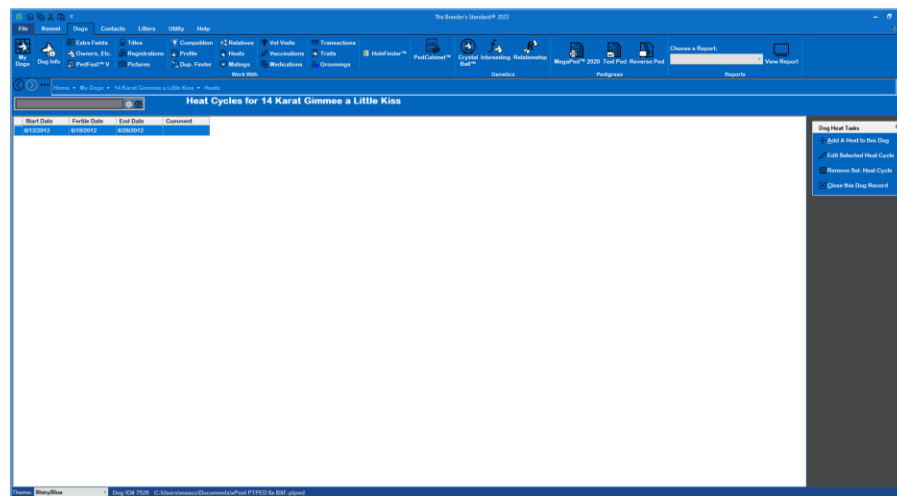 The Breeder's Standard® 2023
File Kennel Dogs Contacts Litters Utility Help
My Dogs
Dog Info
Extra Fields
Owners, Etc.
PedFast™ V
Titles
Registrations
Pictures
Competition
Profile
Dup. Finder
Relatives
Heats
Matings
Vet Visits
Vaccinations
Medications
Transactions
Traits
Groomings
HoleFinder™
Work With
PedCabinet™
Crystal Ball™
Inbreeding
Relationship
Genetics
MegaPed™ 2020
Test Ped
Reverse Ped
Pedigrees
Choose a Report:
View Report
Reports
Home My Dogs 14 Karat Gimmee a Little Kiss Heats
Heat Cycles for 14 Karat Gimmee a Little Kiss
Start Date Fertile Date End Date Comment
8/19/2012 8/26/2012
Dog Heat Tasks
Add A Heat to this Dog
Edit Selected Heat Cycle
Remove Sel. Heat Cycle
Close this Dog Record
Theme: ShinyBlue Dog ID# 7526